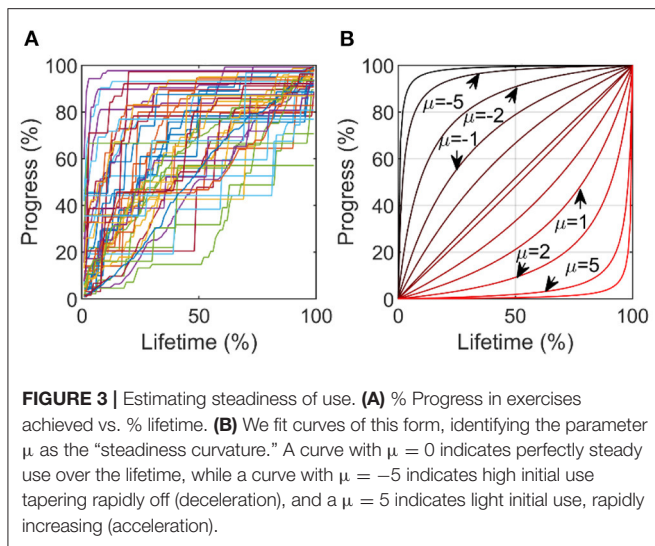 A
B
100
80
60
40
20
0
Progress (%)
0
50
100
Lifetime (%)
100
80
60
40
20
0
Progress (%)
μ=-5
μ=-2
μ=-1
μ=1
μ=2
μ=5
0
50
100
Lifetime (%)
FIGURE 3 | Estimating steadiness of use. (A) % Progress in exercises
achieved vs. % lifetime. (B) We fit curves of this form, identifying the parameter
μ as the “steadiness curvature.” A curve with μ = 0 indicates perfectly steady
use over the lifetime, while a curve with μ = −5 indicates high initial use
tapering rapidly off (deceleration), and a μ = 5 indicates light initial use, rapidly
increasing (acceleration).